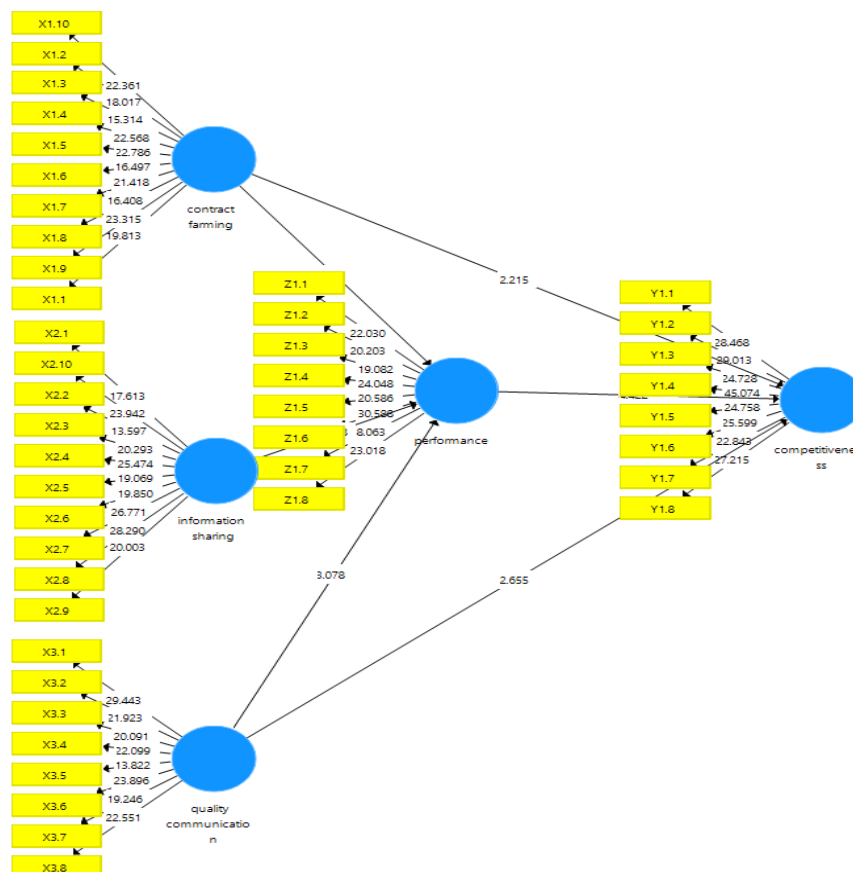 X1.10
X1.2
X1.3
X1.4
X1.5
X1.6
X1.7
X1.8
X1.9
X1.1
22.361
18.017
15.314
22.568
22.786
16.497
21.418
16.408
23.315
19.813
contract
farming
X2.1
X2.10
X2.2
X2.3
X2.4
X2.5
X2.6
X2.7
X2.8
X2.9
17.613
23.942
13.597
20.293
25.474
19.069
19.850
26.771
28.290
20.003
information
sharing
X3.1
X3.2
X3.3
X3.4
X3.5
X3.6
X3.7
X3.8
29.443
21.923
20.091
22.099
13.822
23.896
19.246
22.551
quality
communicatio
n
Z1.1
Z1.2
Z1.3
Z1.4
Z1.5
Z1.6
Z1.7
Z1.8
22.030
20.203
19.082
24.048
20.586
30.588
8.063
23.018
performance
3.078
2.215
2.655
Y1.1
Y1.2
Y1.3
Y1.4
Y1.5
Y1.6
Y1.7
Y1.8
28.468
29.013
24.728
45.074
24.758
25.599
22.843
27.215
competitivene
ss